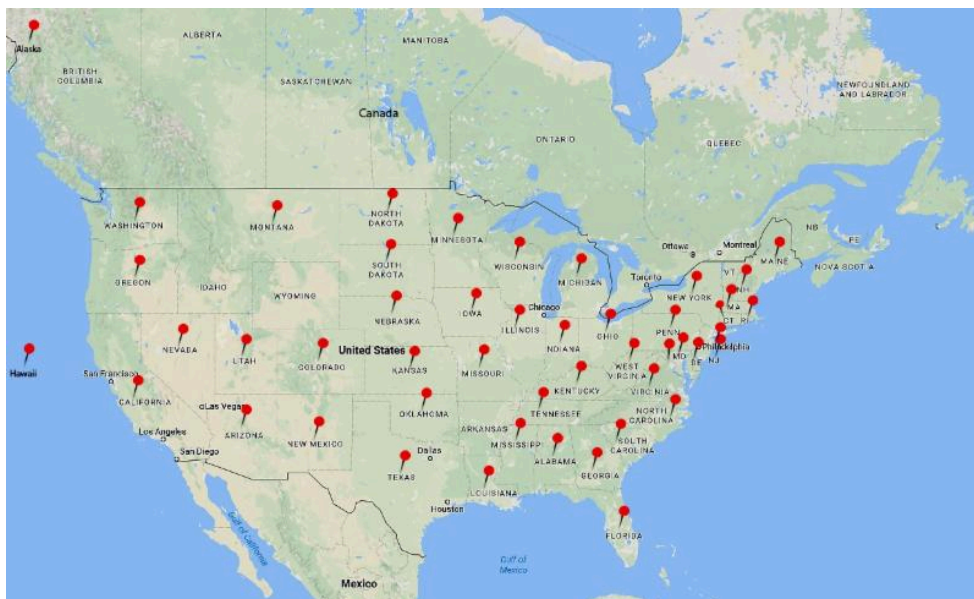 Alaska
ALBERTA
MANITOBA
BRITISH
COLUMBIA
SASKATCHEWAN
NEWFOUNDLAND
AND LABRADOR
Canada
ONTARIO
QUEBEC
WASHINGTON
MONTANA
NORTH
DAKOTA
MINNESOTA
NB
PE
Ottawa
Montreal
MAINE
NOVA SCOTIA
OREGON
IDAHO
SOUTH
DAKOTA
WISCONSIN
MICHIGAN
Toronto
VT
NH
NEW YORK
WYOMING
NEBRASKA
IOWA
Chicago
ILLINOIS
INDIANA
OHIO
PENN
MA
CT
RI
NEVADA
UTAH
COLORADO
United States
KANSAS
MISSOURI
WEST
VIRGINIA
MD
DE
NJ
Philadelphia
Hawaii
San Francisco
CALIFORNIA
Las Vegas
KENTUCKY
VIRGINIA
OKLAHOMA
TENNESSEE
NORTH
CAROLINA
Los Angeles
ARIZONA
NEW MEXICO
ARKANSAS
MISSISSIPPI
SOUTH
CAROLINA
San Diego
Dallas
TEXAS
ALABAMA
GEORGIA
LOUISIANA
Houston
Gulf of California
FLORIDA
Gulf of
Mexico
Mexico